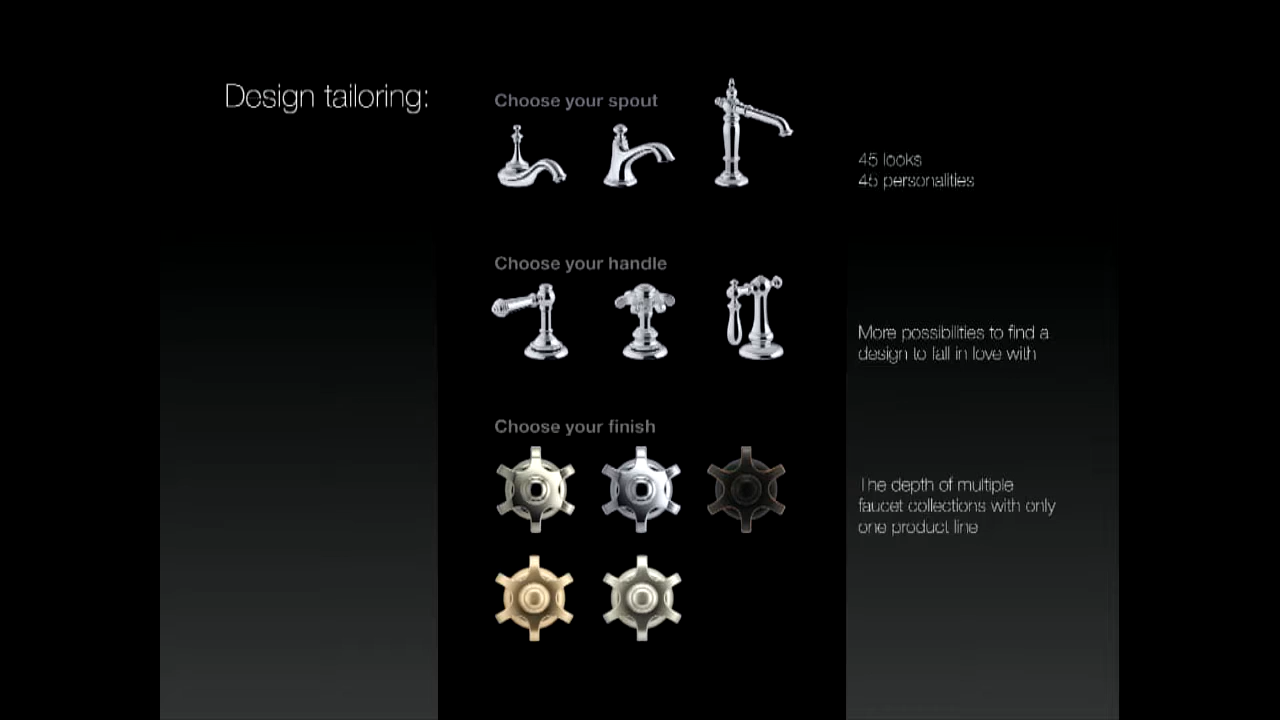 Design tailoring:
Choose your spout
45 looks
45 personalities
Choose your handle
More possibilities to find a
design to fall in love with
Choose your finish
The depth of multiple
faucet collections with only
one product line